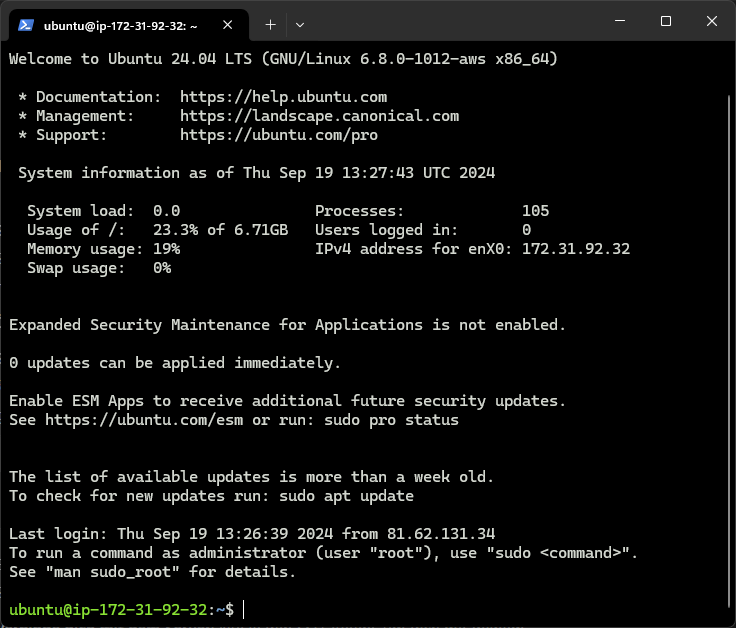 ubuntu@ip-172-31-92-32: ~
Welcome to Ubuntu 24.04 LTS (GNU/Linux 6.8.0-1012-aws x86_64)
* Documentation:  https://help.ubuntu.com
* Management:     https://landscape.canonical.com
* Support:        https://ubuntu.com/pro
System information as of Thu Sep 19 13:27:43 UTC 2024
System load:  0.0                Processes:             105
Usage of /:   23.3% of 6.71GB   Users logged in:       0
Memory usage: 19%               IPv4 address for enX0: 172.31.92.32
Swap usage:   0%
Expanded Security Maintenance for Applications is not enabled.
0 updates can be applied immediately.
Enable ESM Apps to receive additional future security updates.
See https://ubuntu.com/esm or run: sudo pro status
The list of available updates is more than a week old.
To check for new updates run: sudo apt update
Last login: Thu Sep 19 13:26:39 2024 from 81.62.131.34
To run a command as administrator (user "root"), use "sudo <command>".
See "man sudo_root" for details.
ubuntu@ip-172-31-92-32:~$